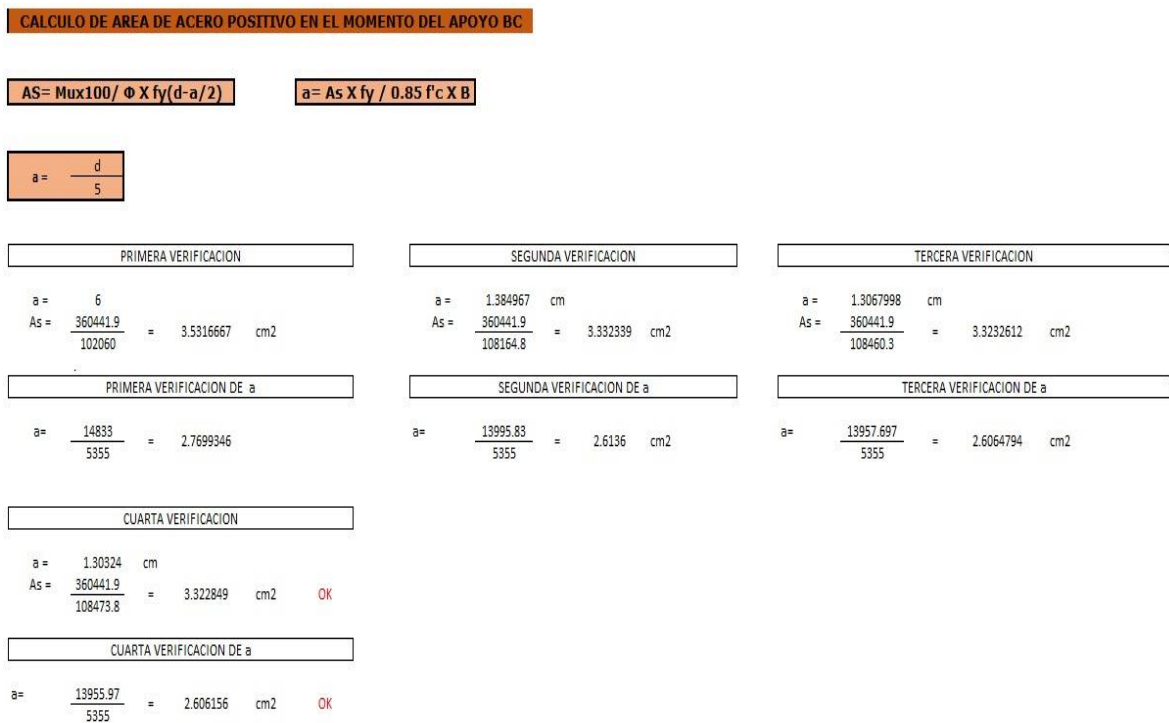 CALCULO DE AREA DE ACERO POSITIVO EN EL MOMENTO DEL APOYO BC
AS= Mux100/ Φ X fy(d-a/2)
a= As X fy / 0.85 f'c X B
a = d
5
PRIMERA VERIFICACION
a = 6
As = 360441.9 = 3.5316667 cm2
102060
PRIMERA VERIFICACION DE a
a= 14833 = 2.7699346
5355
SEGUNDA VERIFICACION
a = 1.384967 cm
As = 360441.9 = 3.332339 cm2
108164.8
SEGUNDA VERIFICACION DE a
a= 13995.83 = 2.6136 cm2
5355
TERCERA VERIFICACION
a = 1.3067998 cm
As = 360441.9 = 3.3232612 cm2
108460.3
TERCERA VERIFICACION DE a
a= 13957.697 = 2.6064794 cm2
5355
CUARTA VERIFICACION
a = 1.30324 cm
As = 360441.9 = 3.322849 cm2 OK
108473.8
CUARTA VERIFICACION DE a
a= 13955.97 = 2.606156 cm2 OK
5355